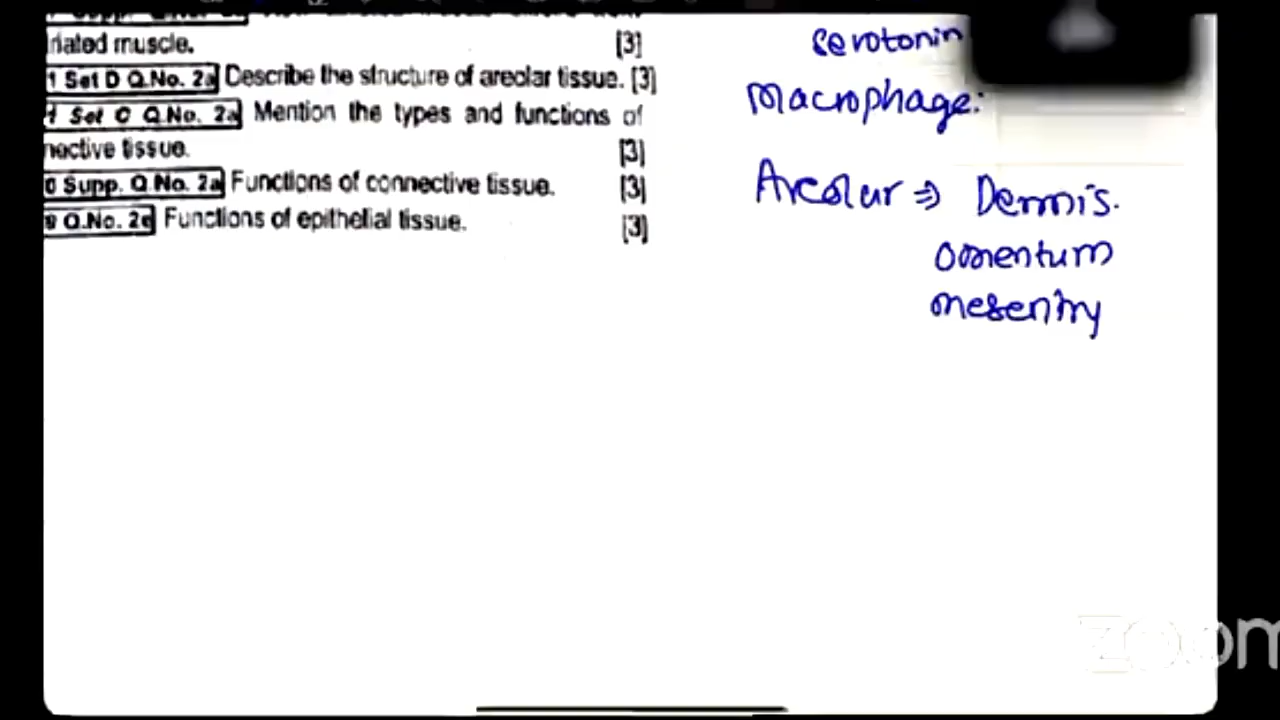 riated muscle. [3]
1 Set D Q.No. 2a Describe the structure of areolar tissue. [3]
1 Set C Q.No. 2a Mention the types and functions of
nective tissue. [3]
0 Supp. Q.No. 2a Functions of connective tissue. [3]
9 Q.No. 2e Functions of epithelial tissue. [3]
serotonin
Macrophage:
Areolar ⇒ Dermis.
omentum
mesentry
zoom